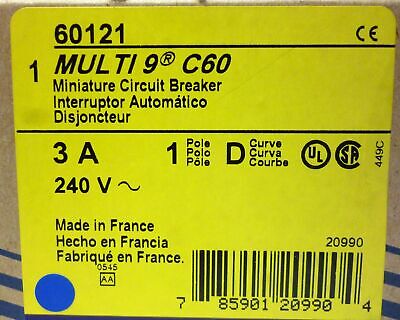 60121
CE
1 MULTI 9® C60
Miniature Circuit Breaker
Interruptor Automático
Disjoncteur
3 A
1 Pole
Polo
Pôle
D Curve
Curva
Courbe
UL
SA
449C
240 V ~
Made in France
Hecho en Francia
Fabriqué en France.
0545
AA
20990
7 85901 20990 4